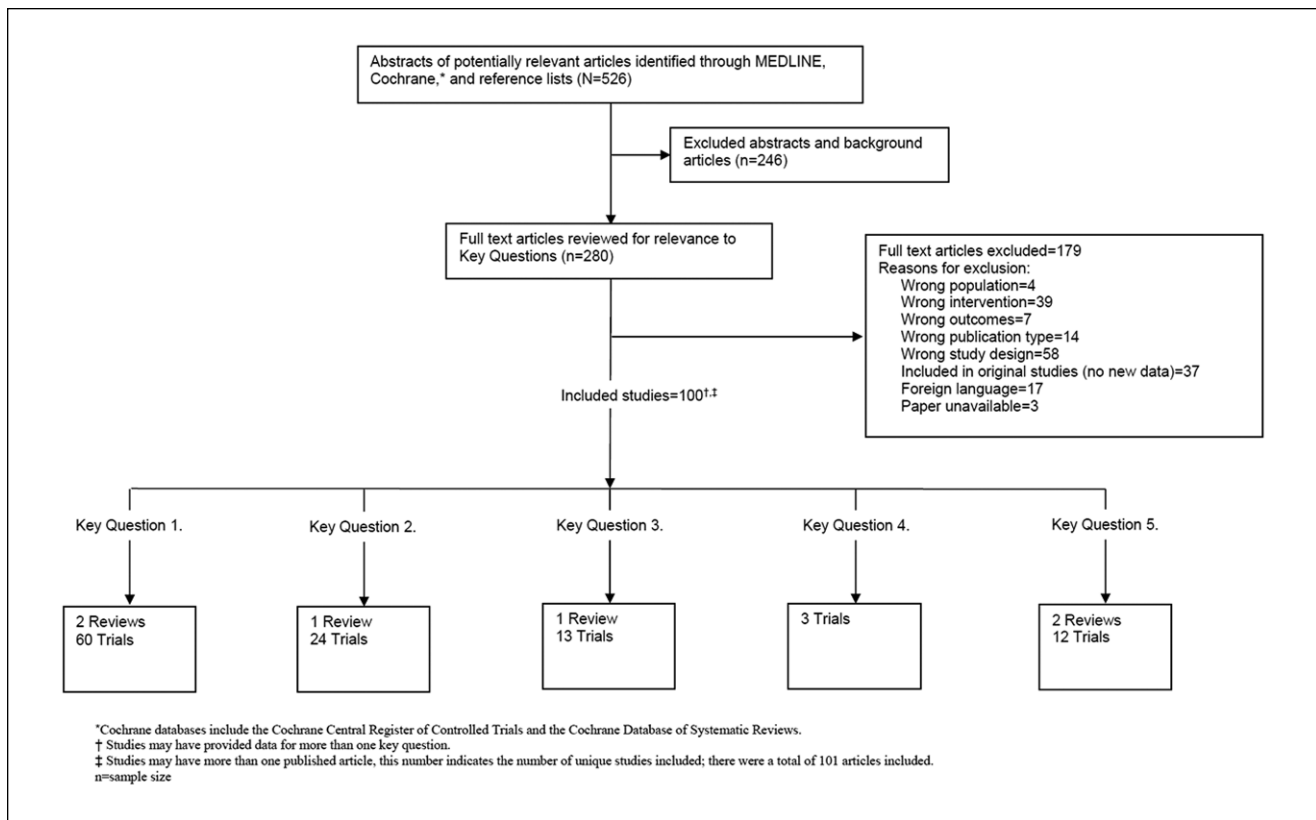 Abstracts of potentially relevant articles identified through MEDLINE,
Cochrane,* and reference lists (N=526)
Excluded abstracts and background
articles (n=246)
Full text articles reviewed for relevance to
Key Questions (n=280)
Full text articles excluded=179
Reasons for exclusion:
Wrong population=4
Wrong intervention=39
Wrong outcomes=7
Wrong publication type=14
Wrong study design=58
Included in original studies (no new data)=37
Foreign language=17
Paper unavailable=3
Included studies=100†,‡
Key Question 1.
Key Question 2.
Key Question 3.
Key Question 4.
Key Question 5.
2 Reviews
60 Trials
1 Review
24 Trials
1 Review
13 Trials
3 Trials
2 Reviews
12 Trials
*Cochrane databases include the Cochrane Central Register of Controlled Trials and the Cochrane Database of Systematic Reviews.
† Studies may have provided data for more than one key question.
‡ Studies may have more than one published article, this number indicates the number of unique studies included; there were a total of 101 articles included.
n=sample size